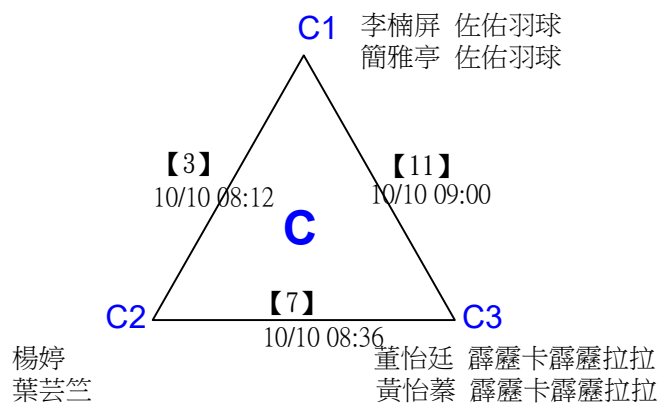 C1
李楠屏 佐佑羽球
簡雅亭 佐佑羽球
【3】
10/10 08:12
【11】
10/10 09:00
C
C2
【7】
10/10 08:36
C3
楊婷
葉芸竺
董怡廷 霹靂卡霹靂拉拉
黃怡蓁 霹靂卡霹靂拉拉